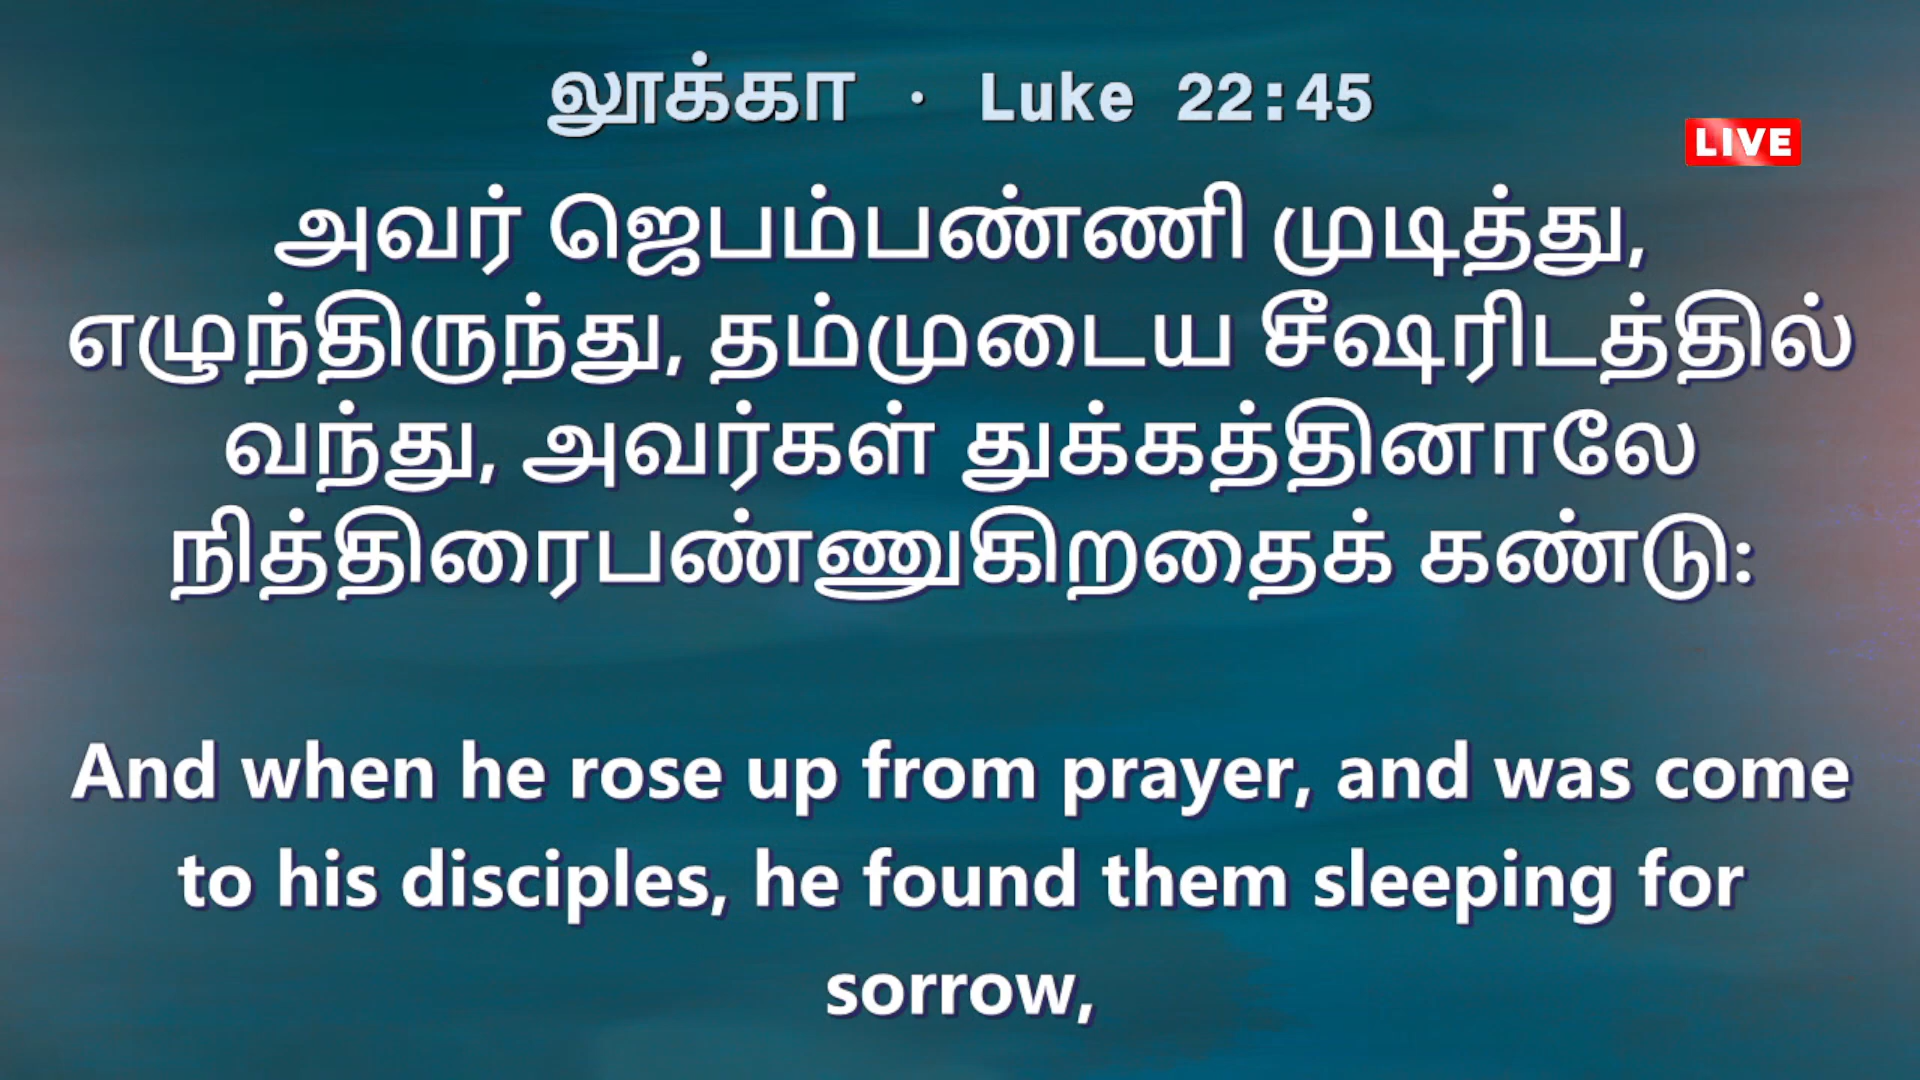 லூக்கா · Luke 22:45
LIVE
அவர் ஜெபம்பண்ணி முடித்து,
எழுந்திருந்து, தம்முடைய சீஷரிடத்தில்
வந்து, அவர்கள் துக்கத்தினாலே
நித்திரைபண்ணுகிறதைக் கண்டு:
And when he rose up from prayer, and was come
to his disciples, he found them sleeping for
sorrow,